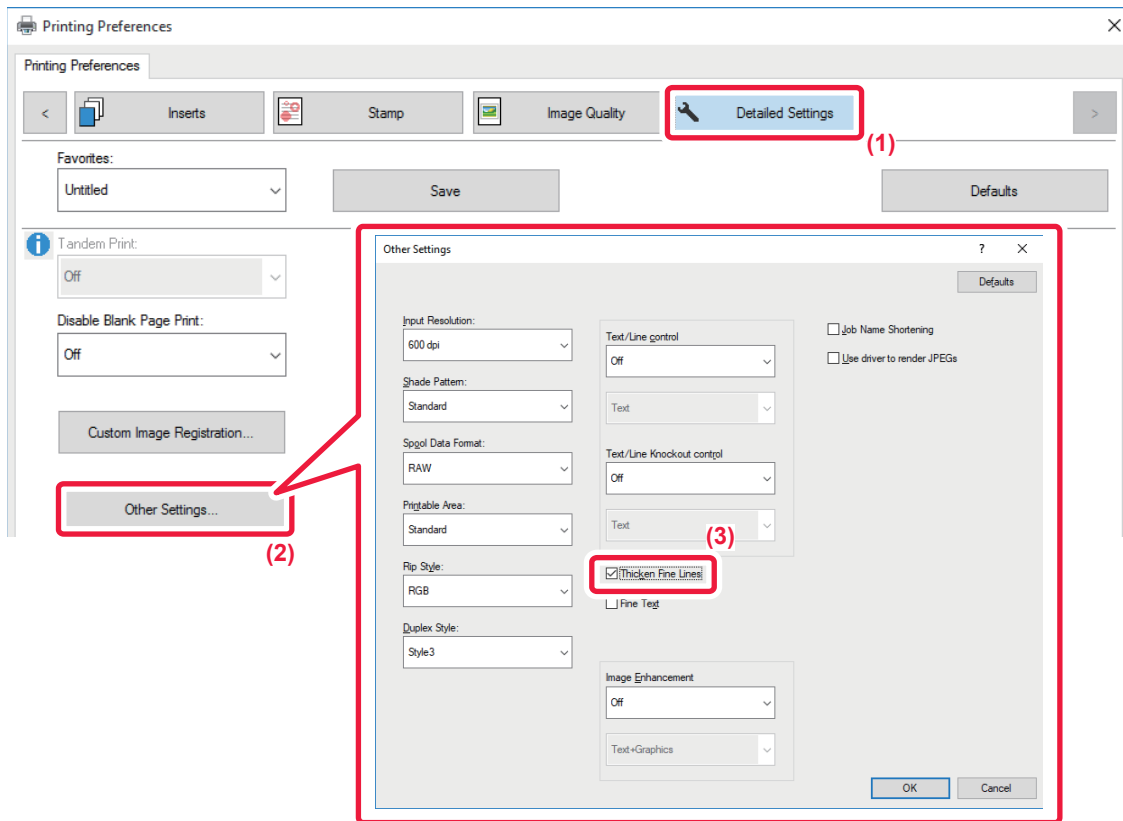 Printing Preferences
Printing Preferences
<
Inserts
Stamp
Image Quality
Detailed Settings
>
(1)
Favorites:
Untitled
Save
Defaults
Tandem Print:
Off
Disable Blank Page Print:
Off
Custom Image Registration...
Other Settings...
(2)
Other Settings
?
Defaults
Input Resolution:
600 dpi
Shade Pattern:
Standard
Spool Data Format:
RAW
Printable Area:
Standard
Rip Style:
RGB
Duplex Style:
Style3
Text/Line control
Off
Text
Text/Line Knockout control
Off
Text
(3)
Thicken Fine Lines
Fine Text
Image Enhancement
Off
Text+Graphics
Job Name Shortening
Use driver to render JPEGs
OK
Cancel